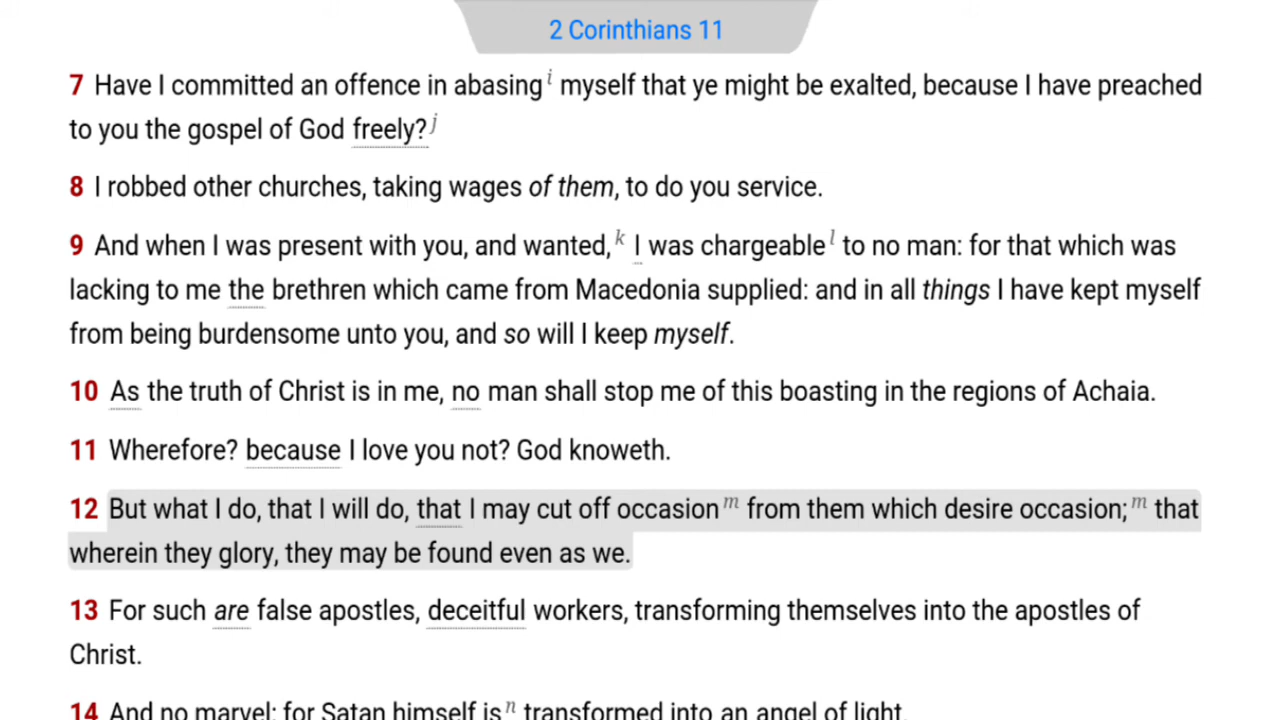 2 Corinthians 11
7 Have I committed an offence in abasing i myself that ye might be exalted, because I have preached
to you the gospel of God freely? j
8 I robbed other churches, taking wages of them, to do you service.
9 And when I was present with you, and wanted, k I was chargeable l to no man: for that which was
lacking to me the brethren which came from Macedonia supplied: and in all things I have kept myself
from being burdensome unto you, and so will I keep myself.
10 As the truth of Christ is in me, no man shall stop me of this boasting in the regions of Achaia.
11 Wherefore? because I love you not? God knoweth.
12 But what I do, that I will do, that I may cut off occasion m from them which desire occasion; m that
wherein they glory, they may be found even as we.
13 For such are false apostles, deceitful workers, transforming themselves into the apostles of
Christ.
14 And no marvel; for Satan himself is n transformed into an angel of light.